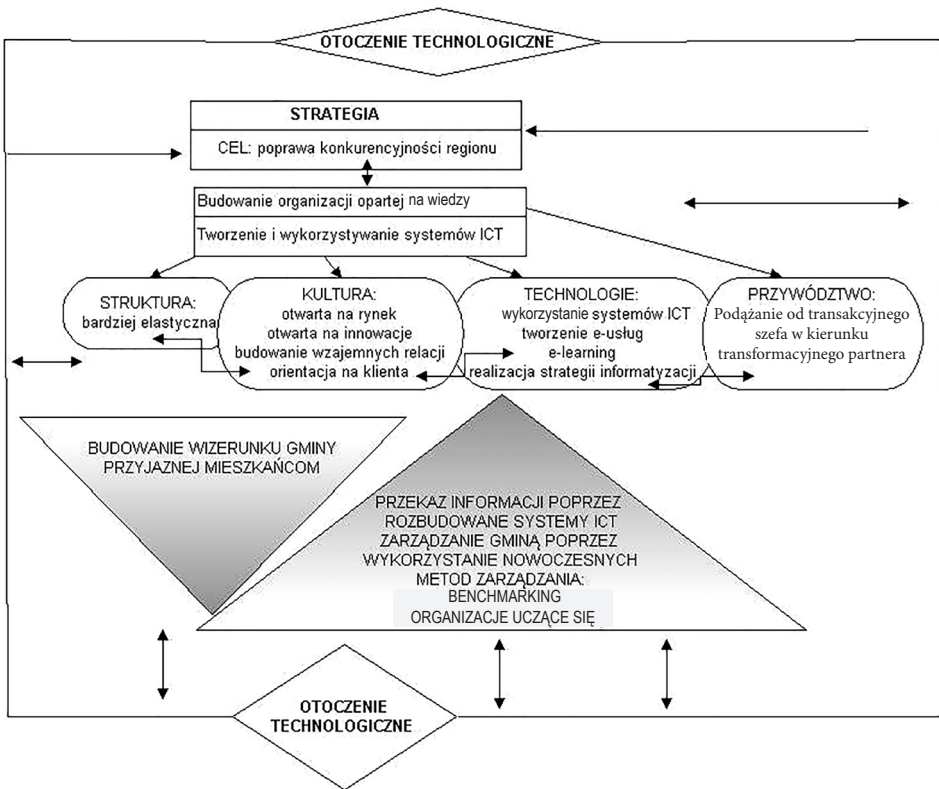 OTOCZENIE TECHNOLOGICZNE
STRATEGIA
CEL: poprawa konkurencyjności regionu
Budowanie organizacji opartej na wiedzy
Tworzenie i wykorzystywanie systemów ICT
STRUKTURA:
bardziej elastyczna
KULTURA:
otwarta na rynek
otwarta na innowacje
budowanie wzajemnych relacji
orientacja na klienta
TECHNOLOGIE:
wykorzystanie systemów ICT
tworzenie e-usług
e-learning
realizacja strategii informatyzacji
PRZYWÓDZTWO:
Podążanie od transakcyjnego
szefa w kierunku
transformacyjnego partnera
BUDOWANIE WIZERUNKU GMINY
PRZYJAZNEJ MIESZKAŃCOM
PRZEKAZ INFORMACJI POPRZEZ
ROZBUDOWANE SYSTEMY ICT
ZARZĄDZANIE GMINĄ POPRZEZ
WYKORZYSTANIE NOWOCZESNYCH
METOD ZARZĄDZANIA:
BENCHMARKING
ORGANIZACJE UCZĄCE SIĘ
OTOCZENIE
TECHNOLOGICZNE